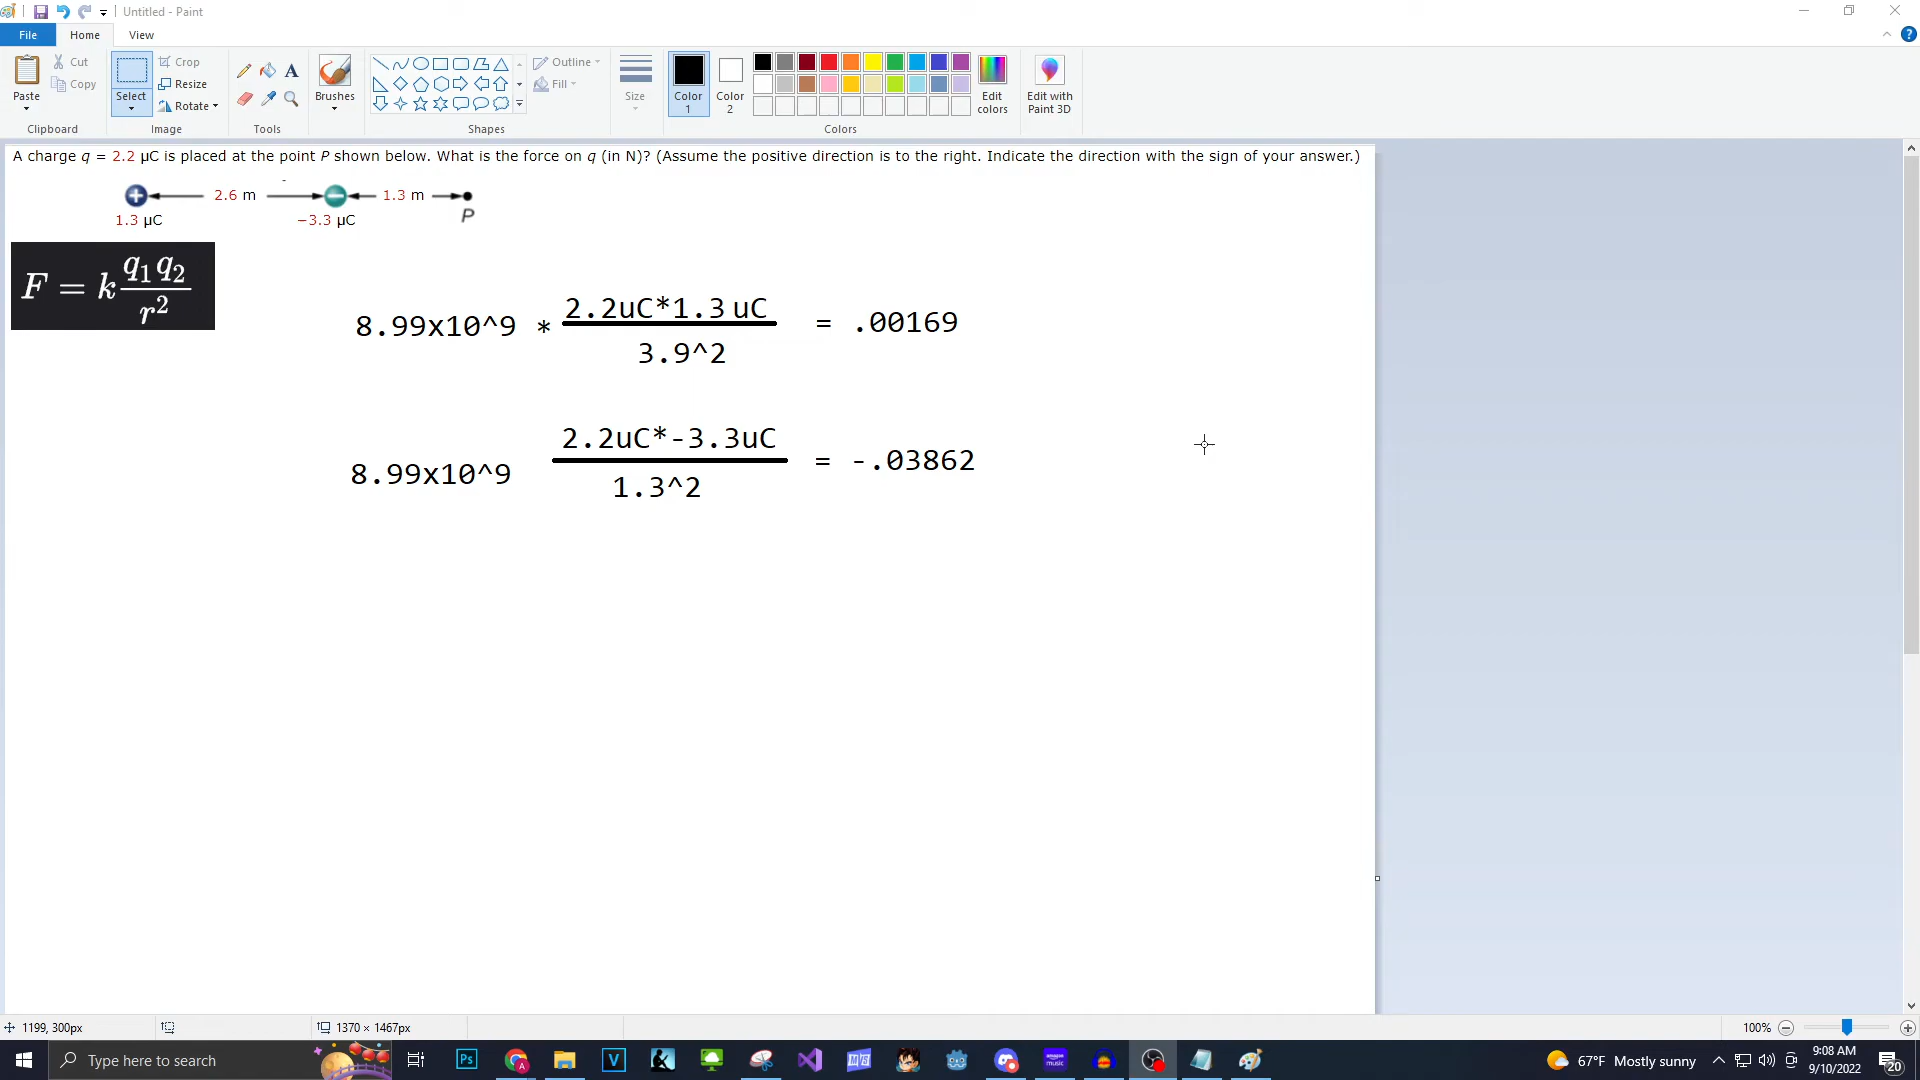 Untitled - Paint
File Home View
Paste
Cut
Copy
Clipboard
Select
Crop
Resize
Rotate
Image
Tools
Brushes
Shapes
Outline
Fill
Size
Color 1
Color 2
Colors
Edit colors
Edit with Paint 3D
A charge q = 2.2 µC is placed at the point P shown below. What is the force on q (in N)? (Assume the positive direction is to the right. Indicate the direction with the sign of your answer.)
2.6 m 1.3 m
1.3 µC −3.3 µC P
F = k q₁q₂ / r²
8.99x10^9 * 2.2uC*1.3 uC = .00169
3.9^2
8.99x10^9 2.2uC*-3.3uC = -.03862
1.3^2
1199, 300px 1370 × 1467px 100%
Type here to search
Ps
V
amazon music
67°F Mostly sunny
9:08 AM
9/10/2022
20